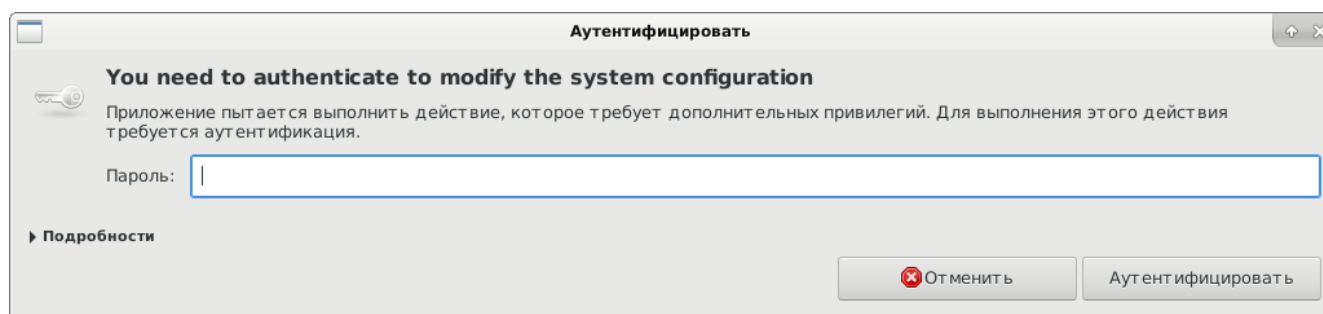 Аутентифицировать
You need to authenticate to modify the system configuration
Приложение пытается выполнить действие, которое требует дополнительных привилегий. Для выполнения этого действия
требуется аутентификация.
Пароль:
Подробности
Отменить
Аутентифицировать